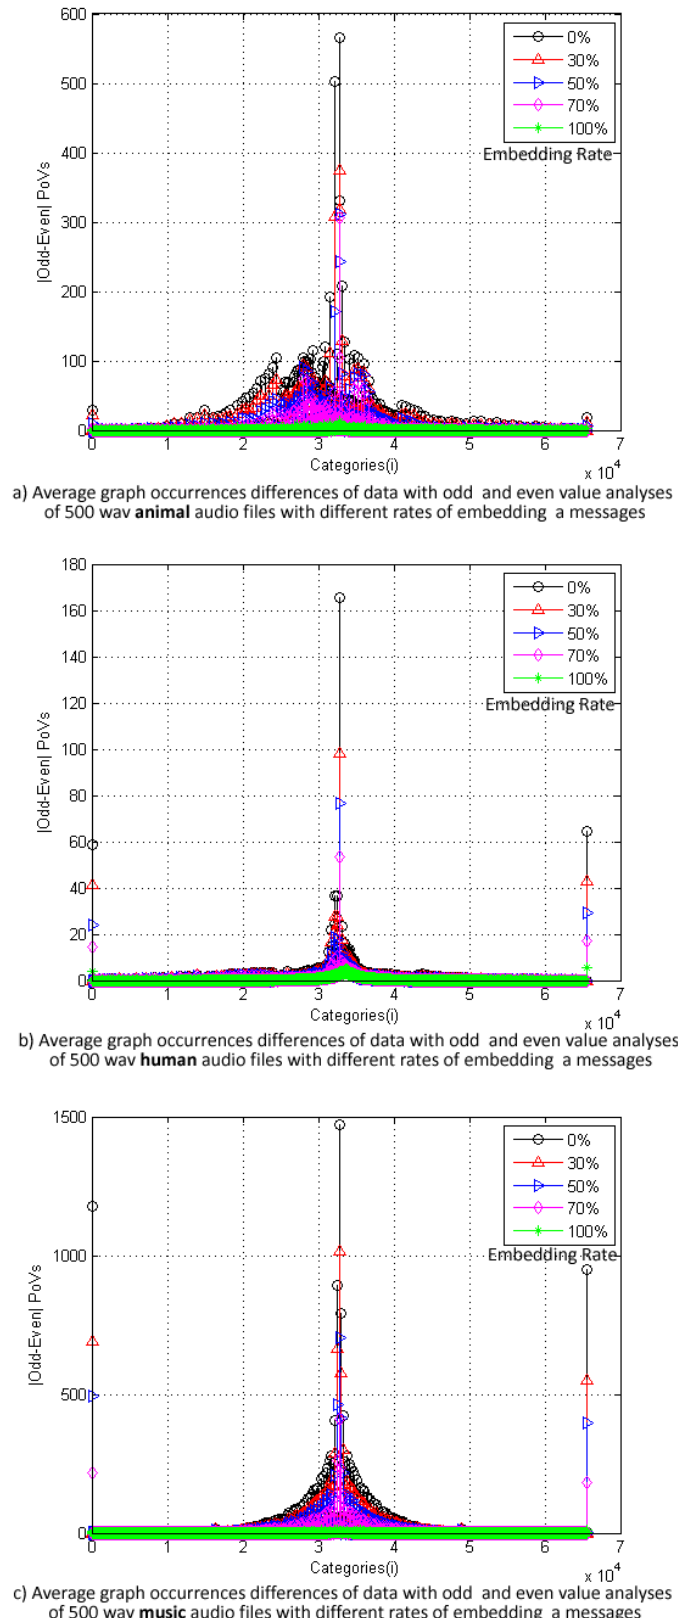 600
500
400
300
200
100
0
|Odd-Even| PoVs
0%
30%
50%
70%
100%
Embedding Rate
0 1 2 3 4 5 6 7
Categories(i)
x 10^4
a) Average graph occurrences differences of data with odd and even value analyses
of 500 wav animal audio files with different rates of embedding a messages
180
160
140
120
100
80
60
40
20
0
|Odd-Even| PoVs
0%
30%
50%
70%
100%
Embedding Rate
0 1 2 3 4 5 6 7
Categories(i)
x 10^4
b) Average graph occurrences differences of data with odd and even value analyses
of 500 wav human audio files with different rates of embedding a messages
1500
1000
500
0
|Odd-Even| PoVs
0%
30%
50%
70%
100%
Embedding Rate
0 1 2 3 4 5 6 7
Categories(i)
x 10^4
c) Average graph occurrences differences of data with odd and even value analyses
of 500 wav music audio files with different rates of embedding a messages